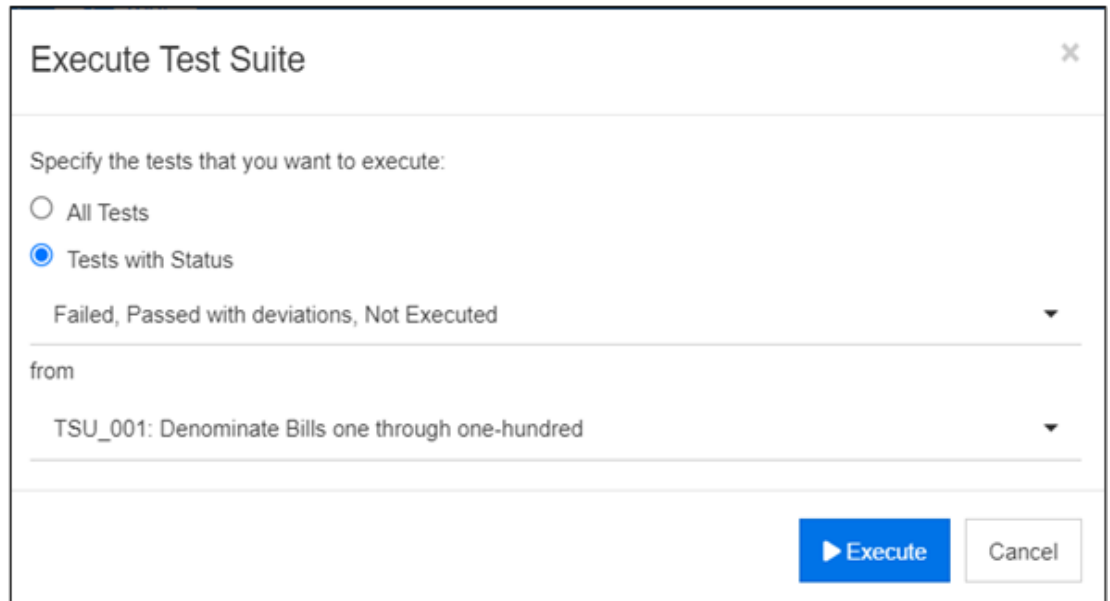 Execute Test Suite
×
Specify the tests that you want to execute:
All Tests
Tests with Status
Failed, Passed with deviations, Not Executed
from
TSU_001: Denominate Bills one through one-hundred
Execute
Cancel